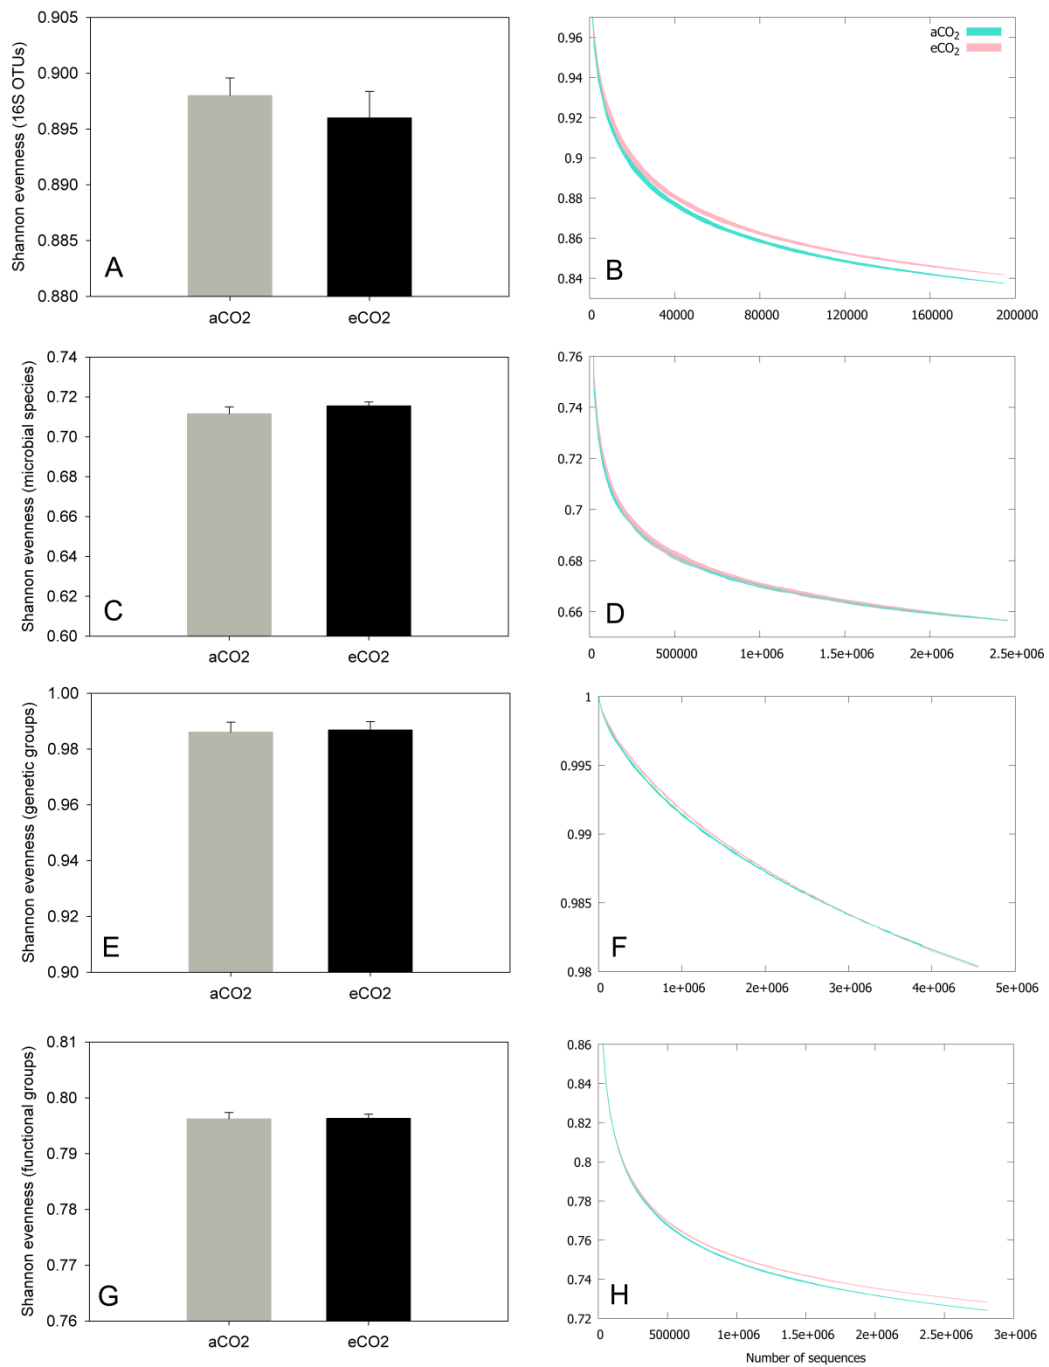 Shannon evenness (16S OTUs)
0.905
0.900
0.895
0.890
0.885
0.880
A
aCO2
eCO2
0.96
0.94
0.92
0.9
0.88
0.86
0.84
aCO₂
eCO₂
B
0
40000
80000
120000
160000
200000
Shannon evenness (microbial species)
0.74
0.72
0.70
0.68
0.66
0.64
0.62
0.60
C
aCO2
eCO2
0.76
0.74
0.72
0.7
0.68
0.66
D
0
500000
1e+006
1.5e+006
2e+006
2.5e+006
Shannon evenness (genetic groups)
1.00
0.98
0.96
0.94
0.92
0.90
E
aCO2
eCO2
1
0.995
0.99
0.985
0.98
F
0
1e+006
2e+006
3e+006
4e+006
5e+006
Shannon evenness (functional groups)
0.81
0.80
0.79
0.78
0.77
0.76
G
aCO2
eCO2
0.86
0.84
0.82
0.8
0.78
0.76
0.74
0.72
H
0
500000
1e+006
1.5e+006
2e+006
2.5e+006
3e+006
Number of sequences